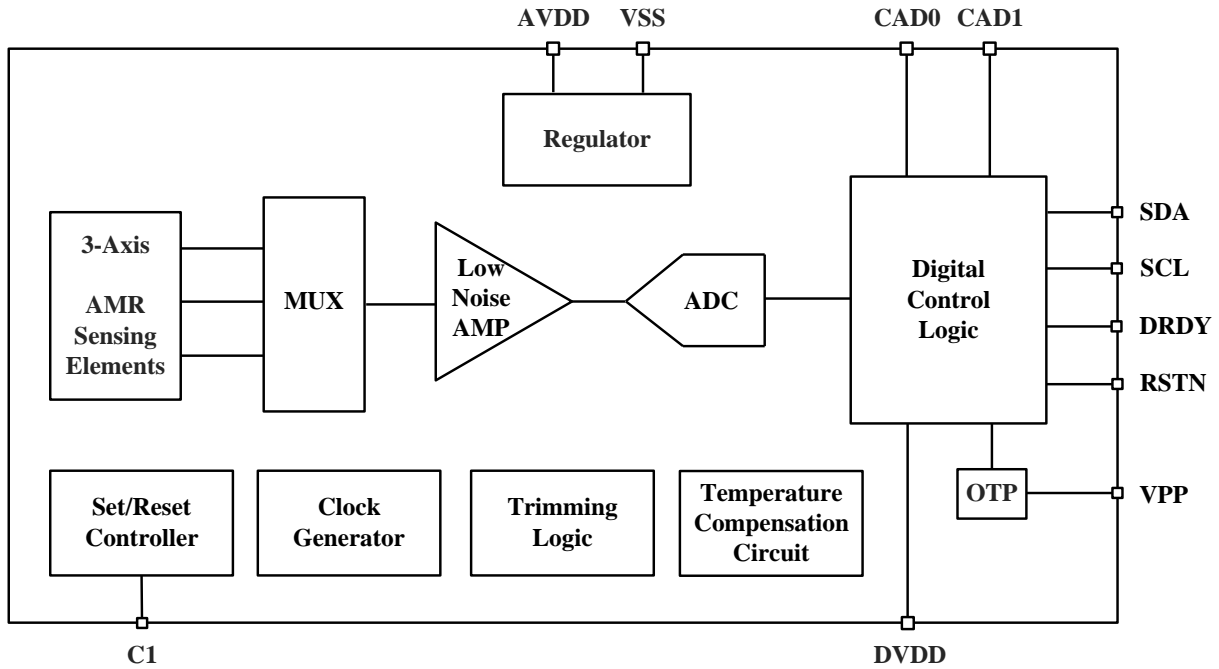 AVDD VSS CAD0 CAD1
Regulator
3-Axis
AMR
Sensing
Elements
MUX
Low
Noise
AMP
ADC
Digital
Control
Logic
SDA
SCL
DRDY
RSTN
Set/Reset
Controller
Clock
Generator
Trimming
Logic
Temperature
Compensation
Circuit
OTP
VPP
C1
DVDD